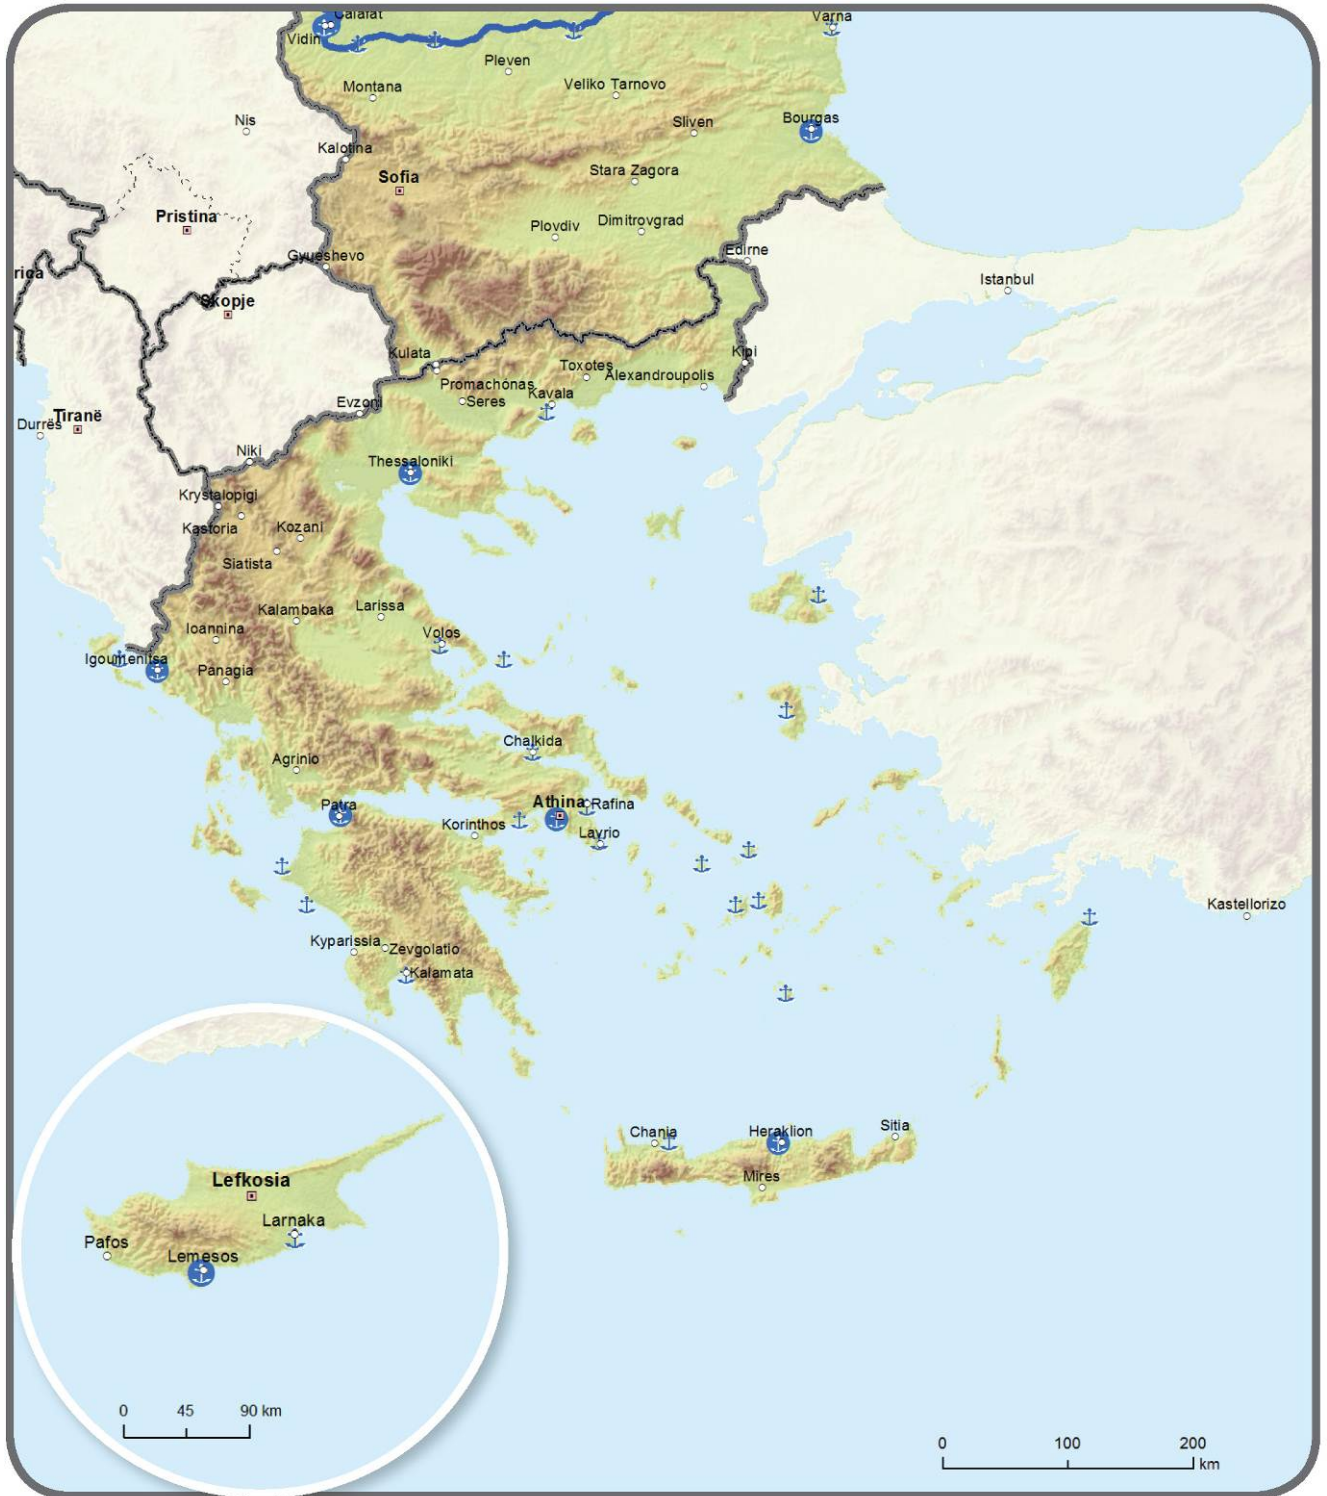 Calafat
Varna
Vidin
Pleven
Montana
Veliko Tarnovo
Nis
Sliven
Bourgas
Kalotina
Sofia
Stara Zagora
Pristina
Plovdiv
Dimitrovgrad
Gyueshevo
Edirne
rica
Istanbul
Skopje
Kulata
Toxotes
Kipi
Alexandroupolis
Promachonas
Kavala
Evzoni
Seres
Durrës
Tiranë
Niki
Thessaloniki
Krystalopigi
Kastoria
Kozani
Siatista
Kalambaka
Larissa
Ioannina
Volos
Igoumenitsa
Panagia
Chalkida
Agrinio
Patra
Athina
Rafina
Korinthos
Lavrio
Kastellorizo
Kyparissia
Zevgolatio
Kalamata
Chania
Heraklion
Sitia
Mires
Lefkosia
Larnaka
Pafos
Lemesos
0 45 90 km
0 100 200
km